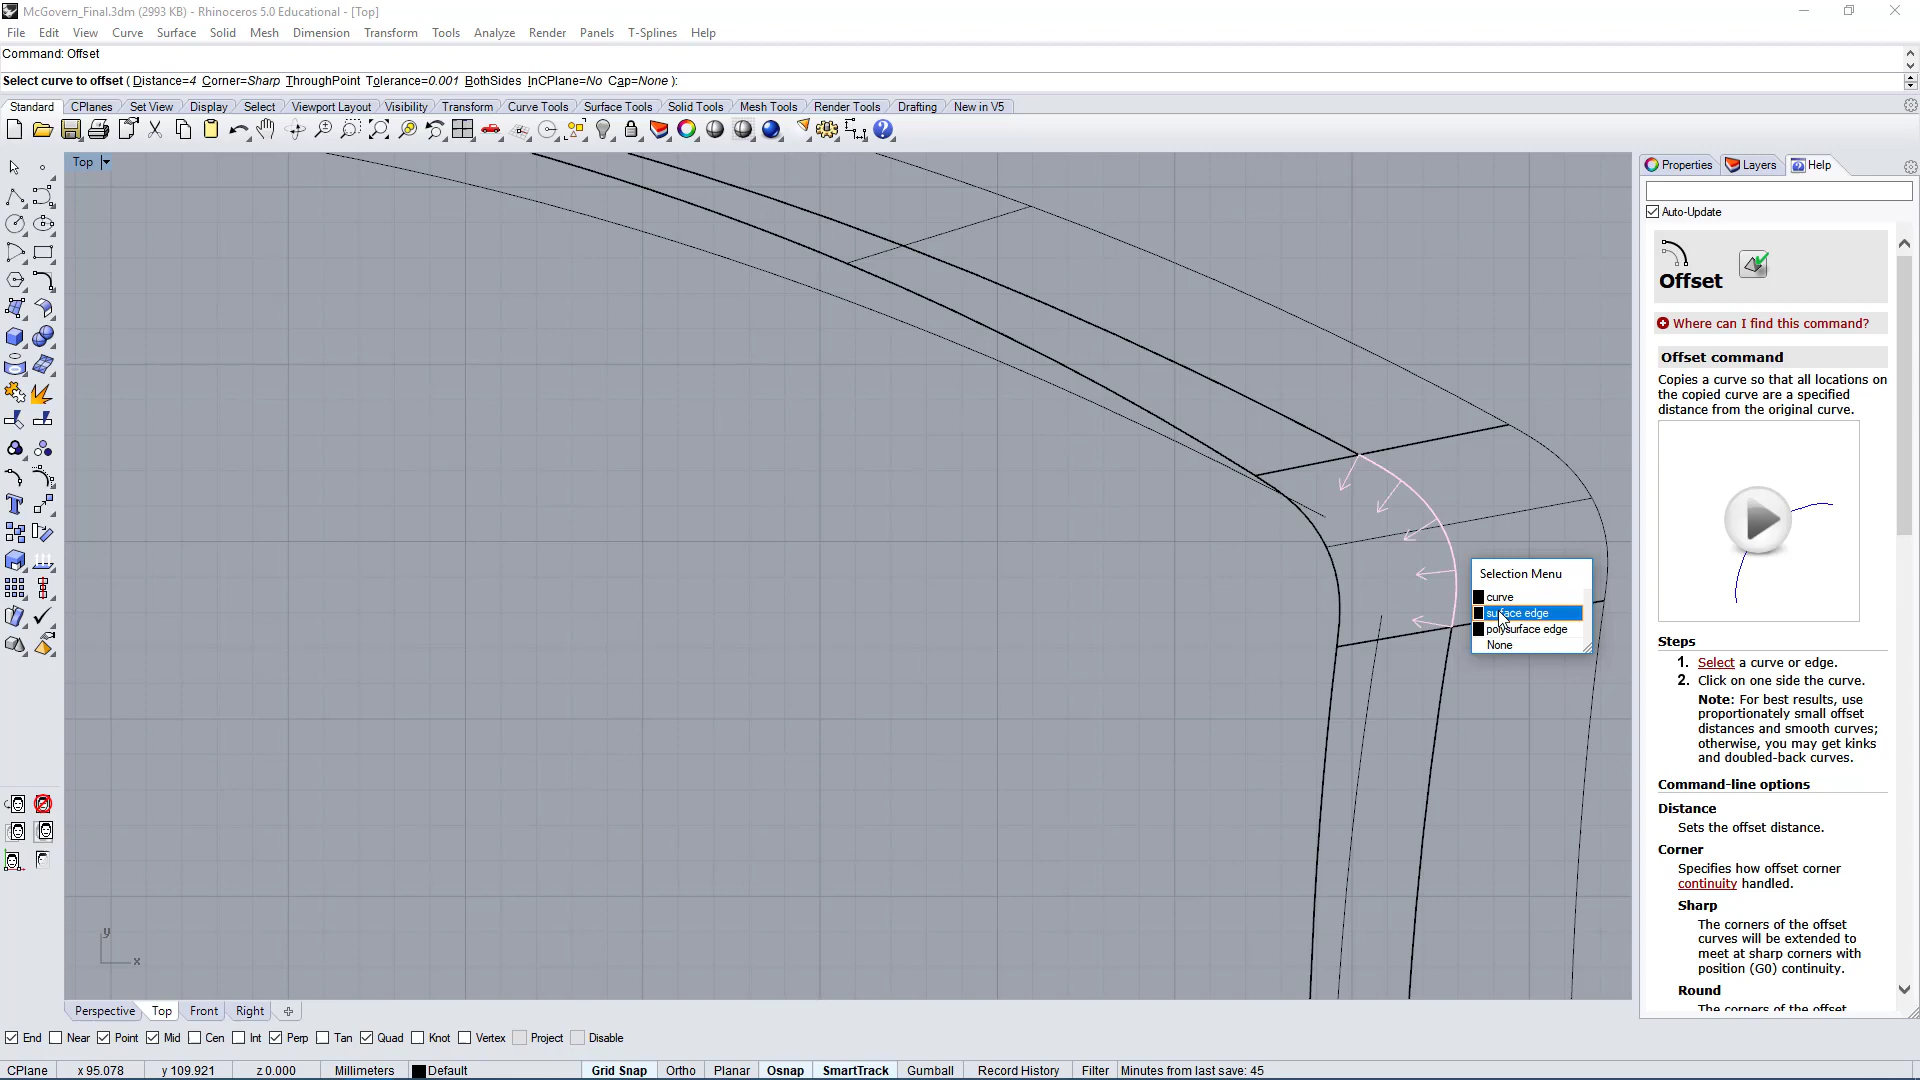 McGovern_Final.3dm (2993 KB) - Rhinoceros 5.0 Educational - [Top]
File Edit View Curve Surface Solid Mesh Dimension Transform Tools Analyze Render Panels T-Splines Help
Command: Offset
Select curve to offset ( Distance=4 Corner=Sharp ThroughPoint Tolerance=0.001 BothSides InCPlane=No Cap=None ):
Standard CPlanes Set View Display Select Viewport Layout Visibility Transform Curve Tools Surface Tools Solid Tools Mesh Tools Render Tools Drafting New in V5
Top
Properties Layers Help
Auto-Update
Offset
Where can I find this command?
Offset command
Copies a curve so that all locations on
the copied curve are a specified
distance from the original curve.
Selection Menu
curve
surface edge
polysurface edge
None
Steps
1. Select a curve or edge.
2. Click on one side the curve.
Note: For best results, use
proportionately small offset
distances and smooth curves;
otherwise, you may get kinks
and doubled-back curves.
Command-line options
Distance
Sets the offset distance.
Corner
Specifies how offset corner
continuity handled.
Sharp
The corners of the offset
curves will be extended to
meet at sharp corners with
position (G0) continuity.
Round
The corners of the offset
y
x
Perspective Top Front Right
End Near Point Mid Cen Int Perp Tan Quad Knot Vertex Project Disable
CPlane x 95.078 y 109.921 z 0.000 Millimeters Default Grid Snap Ortho Planar Osnap SmartTrack Gumball Record History Filter Minutes from last save: 45